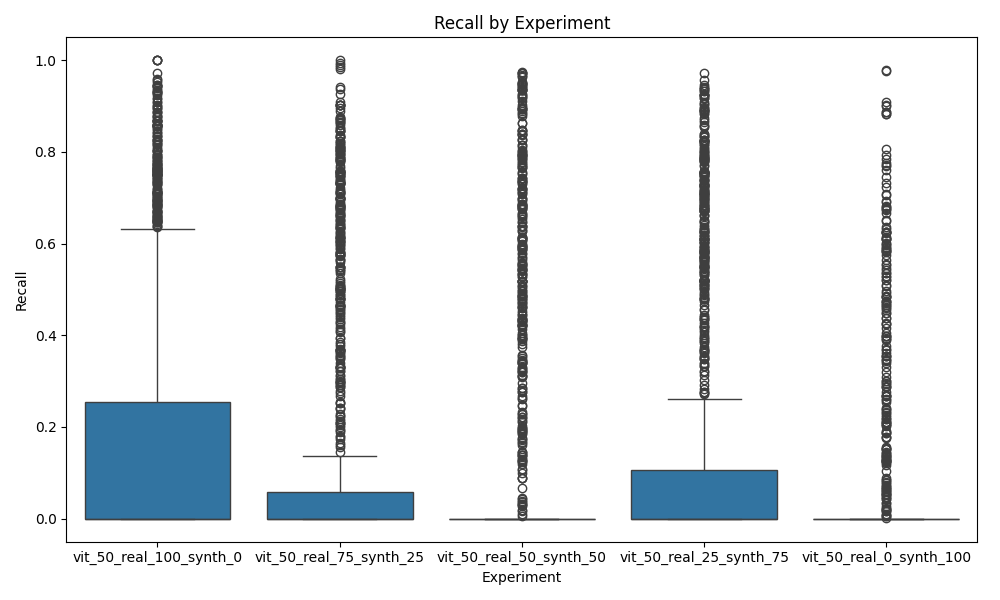 Recall by Experiment
1.0
0.8
0.6
0.4
0.2
0.0
Recall
vit_50_real_100_synth_0
vit_50_real_75_synth_25
vit_50_real_50_synth_50
vit_50_real_25_synth_75
vit_50_real_0_synth_100
Experiment